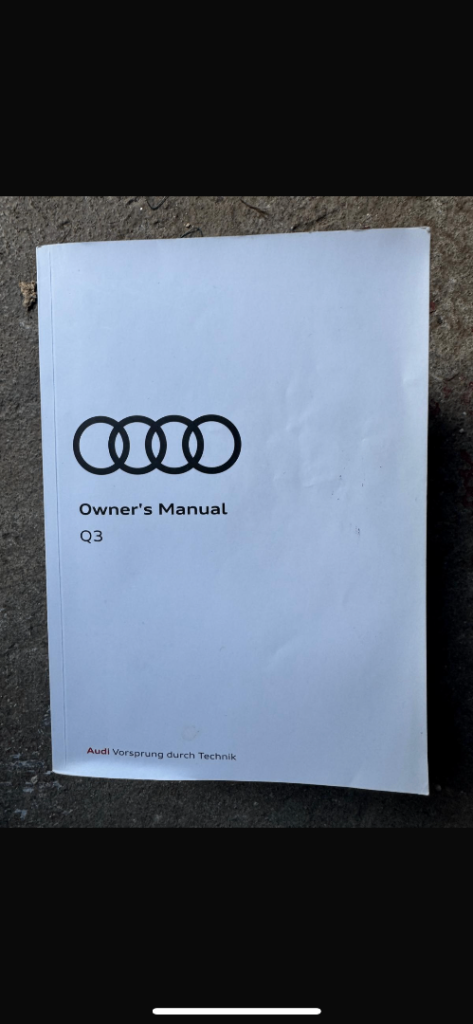 Owner's Manual
Q3
Audi Vorsprung durch Technik